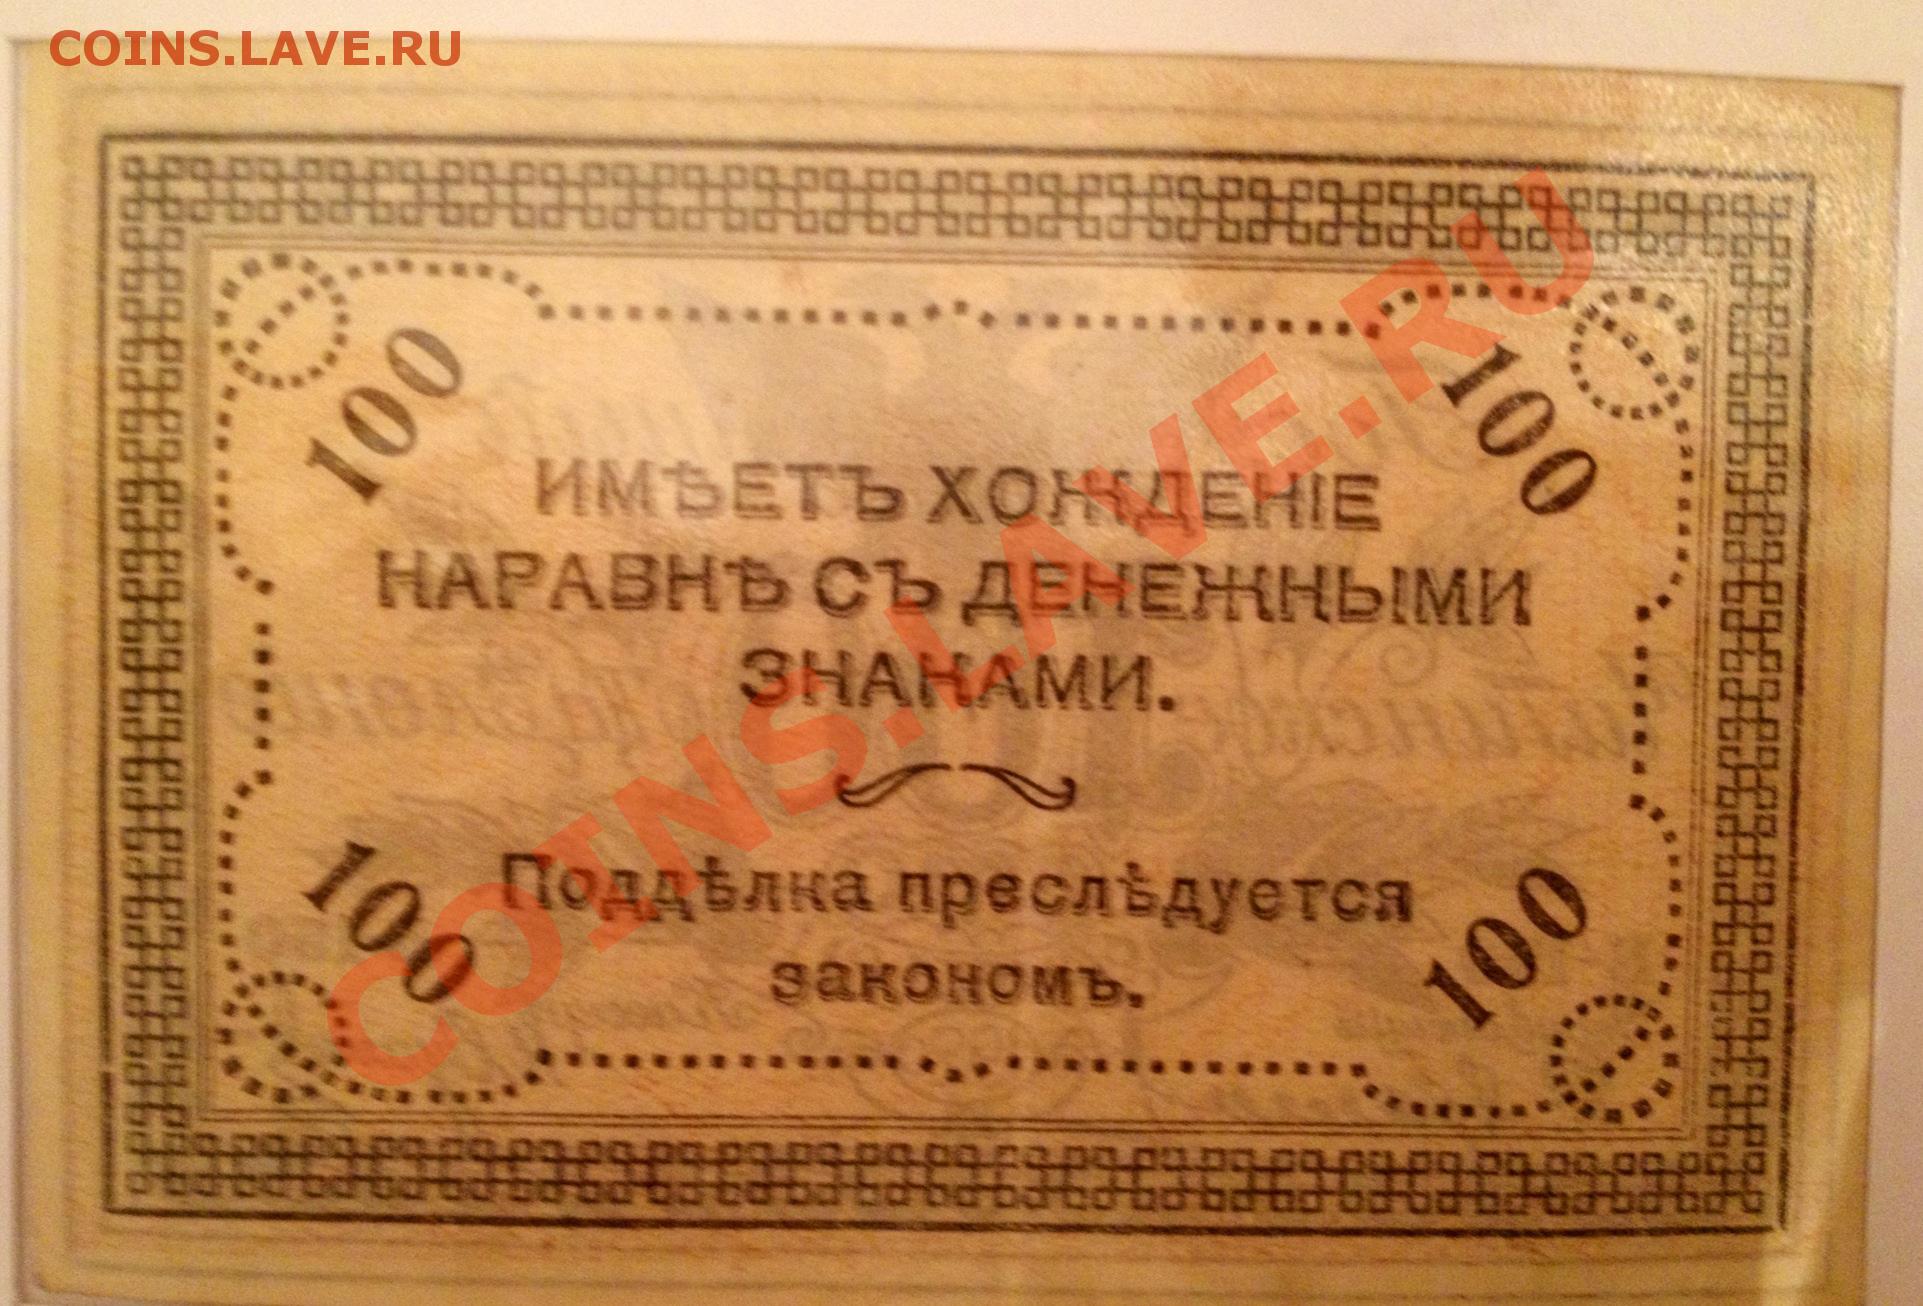 COINS.LAVE.RU
100
100
ИМѢЕТЪ ХОЖДЕНІЕ
НАРАВНѢ СЪ ДЕНЕЖНЫМИ
ЗНАКАМИ.
Поддѣлка преслѣдуется
закономъ.
100
100
COINS.LAVE.RU